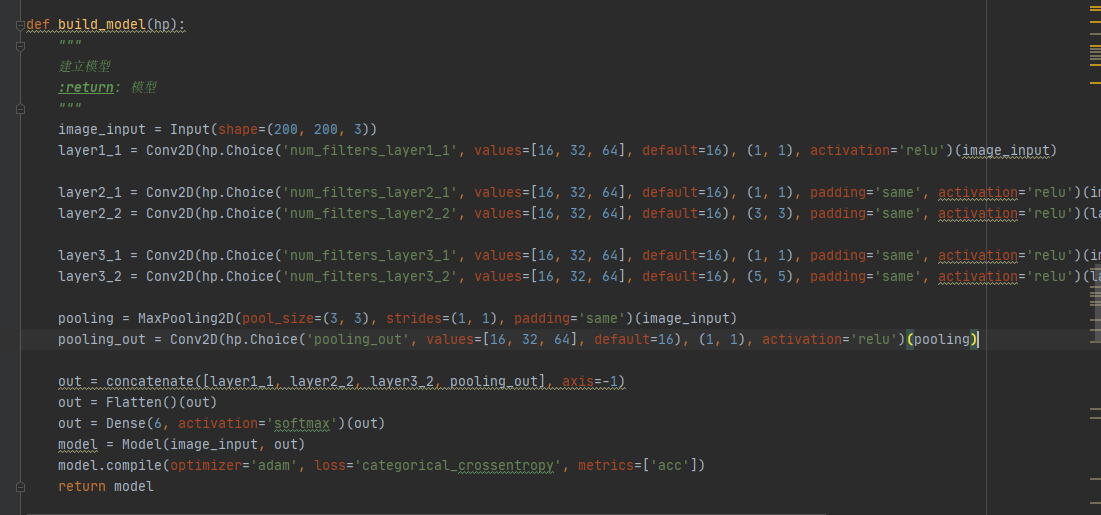 def build_model(hp):
    """
    建立模型
    :return: 模型
    """
    image_input = Input(shape=(200, 200, 3))
    layer1_1 = Conv2D(hp.Choice('num_filters_layer1_1', values=[16, 32, 64], default=16), (1, 1), activation='relu')(image_input)
    layer2_1 = Conv2D(hp.Choice('num_filters_layer2_1', values=[16, 32, 64], default=16), (1, 1), padding='same', activation='relu')(im
    layer2_2 = Conv2D(hp.Choice('num_filters_layer2_2', values=[16, 32, 64], default=16), (3, 3), padding='same', activation='relu')(la
    layer3_1 = Conv2D(hp.Choice('num_filters_layer3_1', values=[16, 32, 64], default=16), (1, 1), padding='same', activation='relu')(im
    layer3_2 = Conv2D(hp.Choice('num_filters_layer3_2', values=[16, 32, 64], default=16), (5, 5), padding='same', activation='relu')(la
    pooling = MaxPooling2D(pool_size=(3, 3), strides=(1, 1), padding='same')(image_input)
    pooling_out = Conv2D(hp.Choice('pooling_out', values=[16, 32, 64], default=16), (1, 1), activation='relu')(pooling)
    out = concatenate([layer1_1, layer2_2, layer3_2, pooling_out], axis=-1)
    out = Flatten()(out)
    out = Dense(6, activation='softmax')(out)
    model = Model(image_input, out)
    model.compile(optimizer='adam', loss='categorical_crossentropy', metrics=['acc'])
    return model